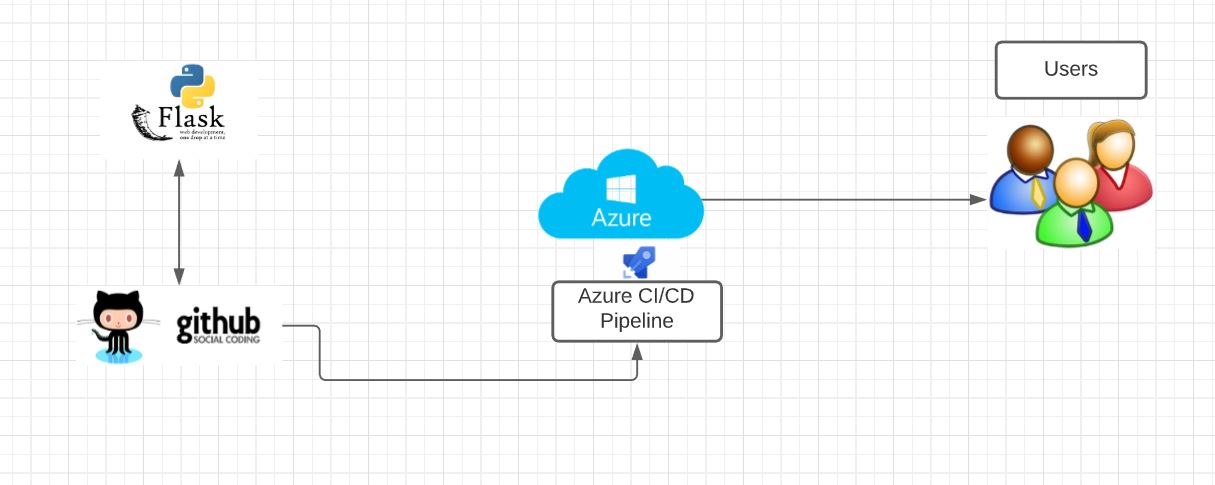 Users
Flask
web development,
one drop at a time
Azure
github
SOCIAL CODING
Azure CI/CD
Pipeline